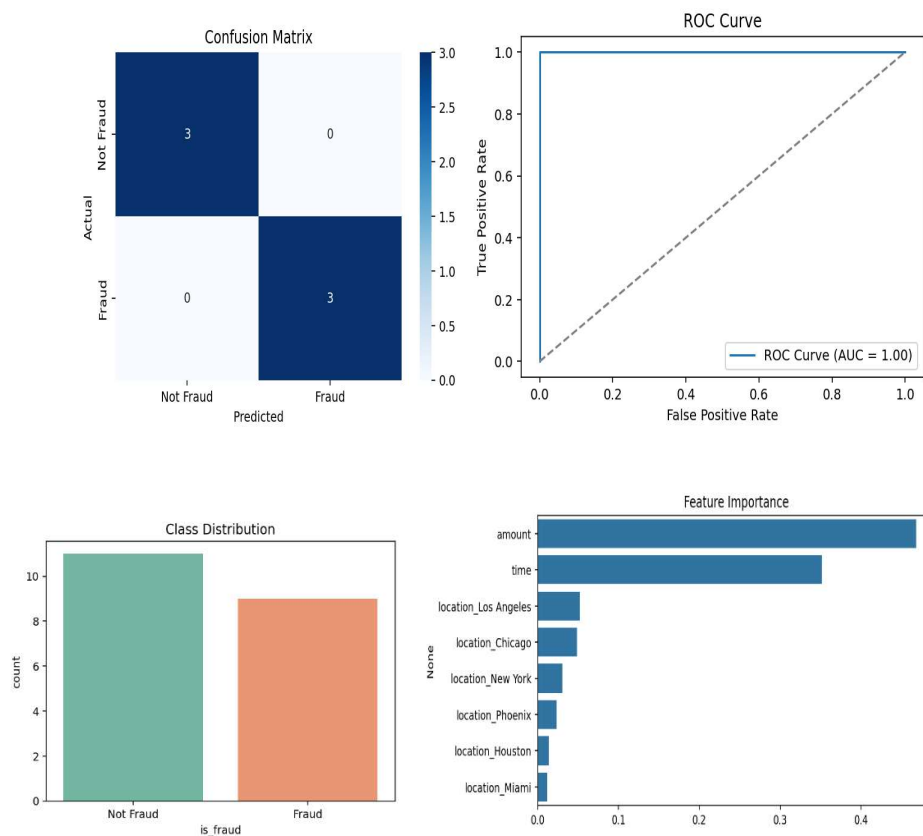 Confusion Matrix
Not Fraud
Fraud
Actual
3
0
0
3
Not Fraud
Fraud
Predicted
3.0
2.5
2.0
1.5
1.0
0.5
0.0
ROC Curve
True Positive Rate
1.0
0.8
0.6
0.4
0.2
0.0
ROC Curve (AUC = 1.00)
0.0
0.2
0.4
0.6
0.8
1.0
False Positive Rate
Class Distribution
count
10
8
6
4
2
0
Not Fraud
Fraud
is_fraud
Feature Importance
None
amount
time
location_Los Angeles
location_Chicago
location_New York
location_Phoenix
location_Houston
location_Miami
0.0
0.1
0.2
0.3
0.4